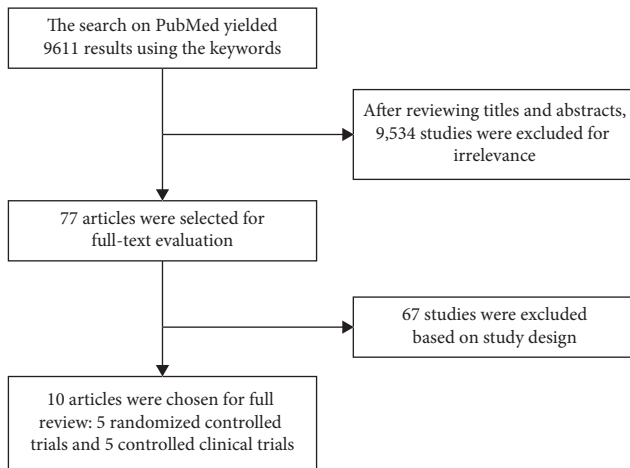 The search on PubMed yielded
9611 results using the keywords
After reviewing titles and abstracts,
9,534 studies were excluded for
irrelevance
77 articles were selected for
full-text evaluation
67 studies were excluded
based on study design
10 articles were chosen for full
review: 5 randomized controlled
trials and 5 controlled clinical trials